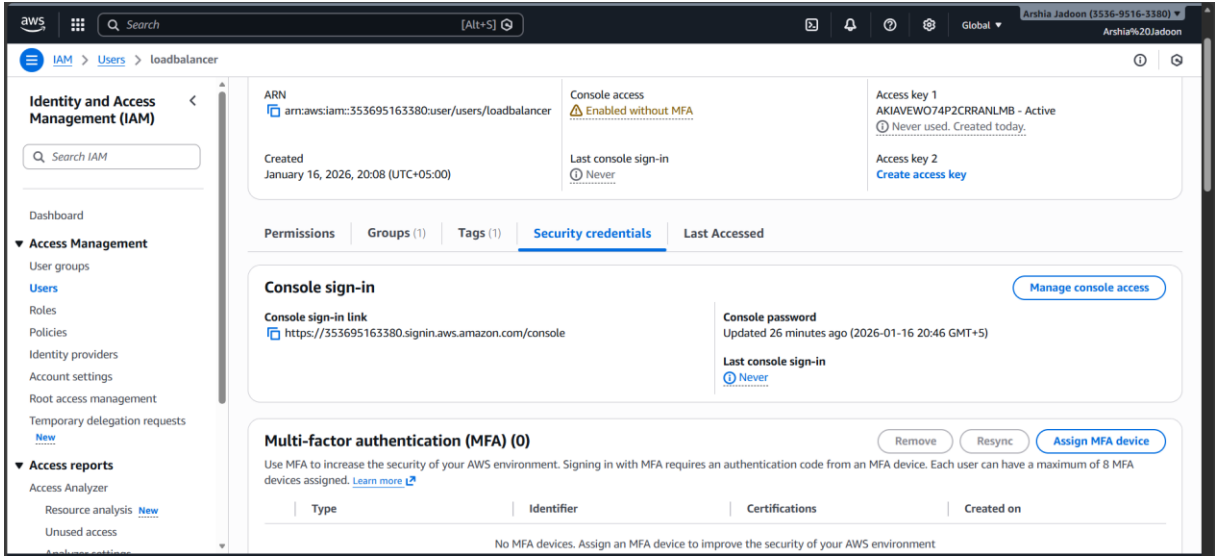 aws
Search
[Alt+S]
Global
Arshia Jadoon (3536-9516-3380)
Arshia%20Jadoon
IAM > Users > loadbalancer
Identity and Access
Management (IAM)
Search IAM
Dashboard
Access Management
User groups
Users
Roles
Policies
Identity providers
Account settings
Root access management
Temporary delegation requests
New
Access reports
Access Analyzer
Resource analysis New
Unused access
Analyzer settings
ARN
arn:aws:iam::353695163380:user/users/loadbalancer
Console access
Enabled without MFA
Access key 1
AKIAVEWO74P2CRRANLMB - Active
Never used. Created today.
Created
January 16, 2026, 20:08 (UTC+05:00)
Last console sign-in
Never
Access key 2
Create access key
Permissions
Groups (1)
Tags (1)
Security credentials
Last Accessed
Console sign-in
Manage console access
Console sign-in link
https://353695163380.signin.aws.amazon.com/console
Console password
Updated 26 minutes ago (2026-01-16 20:46 GMT+5)
Last console sign-in
Never
Multi-factor authentication (MFA) (0)
Remove
Resync
Assign MFA device
Use MFA to increase the security of your AWS environment. Signing in with MFA requires an authentication code from an MFA device. Each user can have a maximum of 8 MFA
devices assigned. Learn more
Type
Identifier
Certifications
Created on
No MFA devices. Assign an MFA device to improve the security of your AWS environment